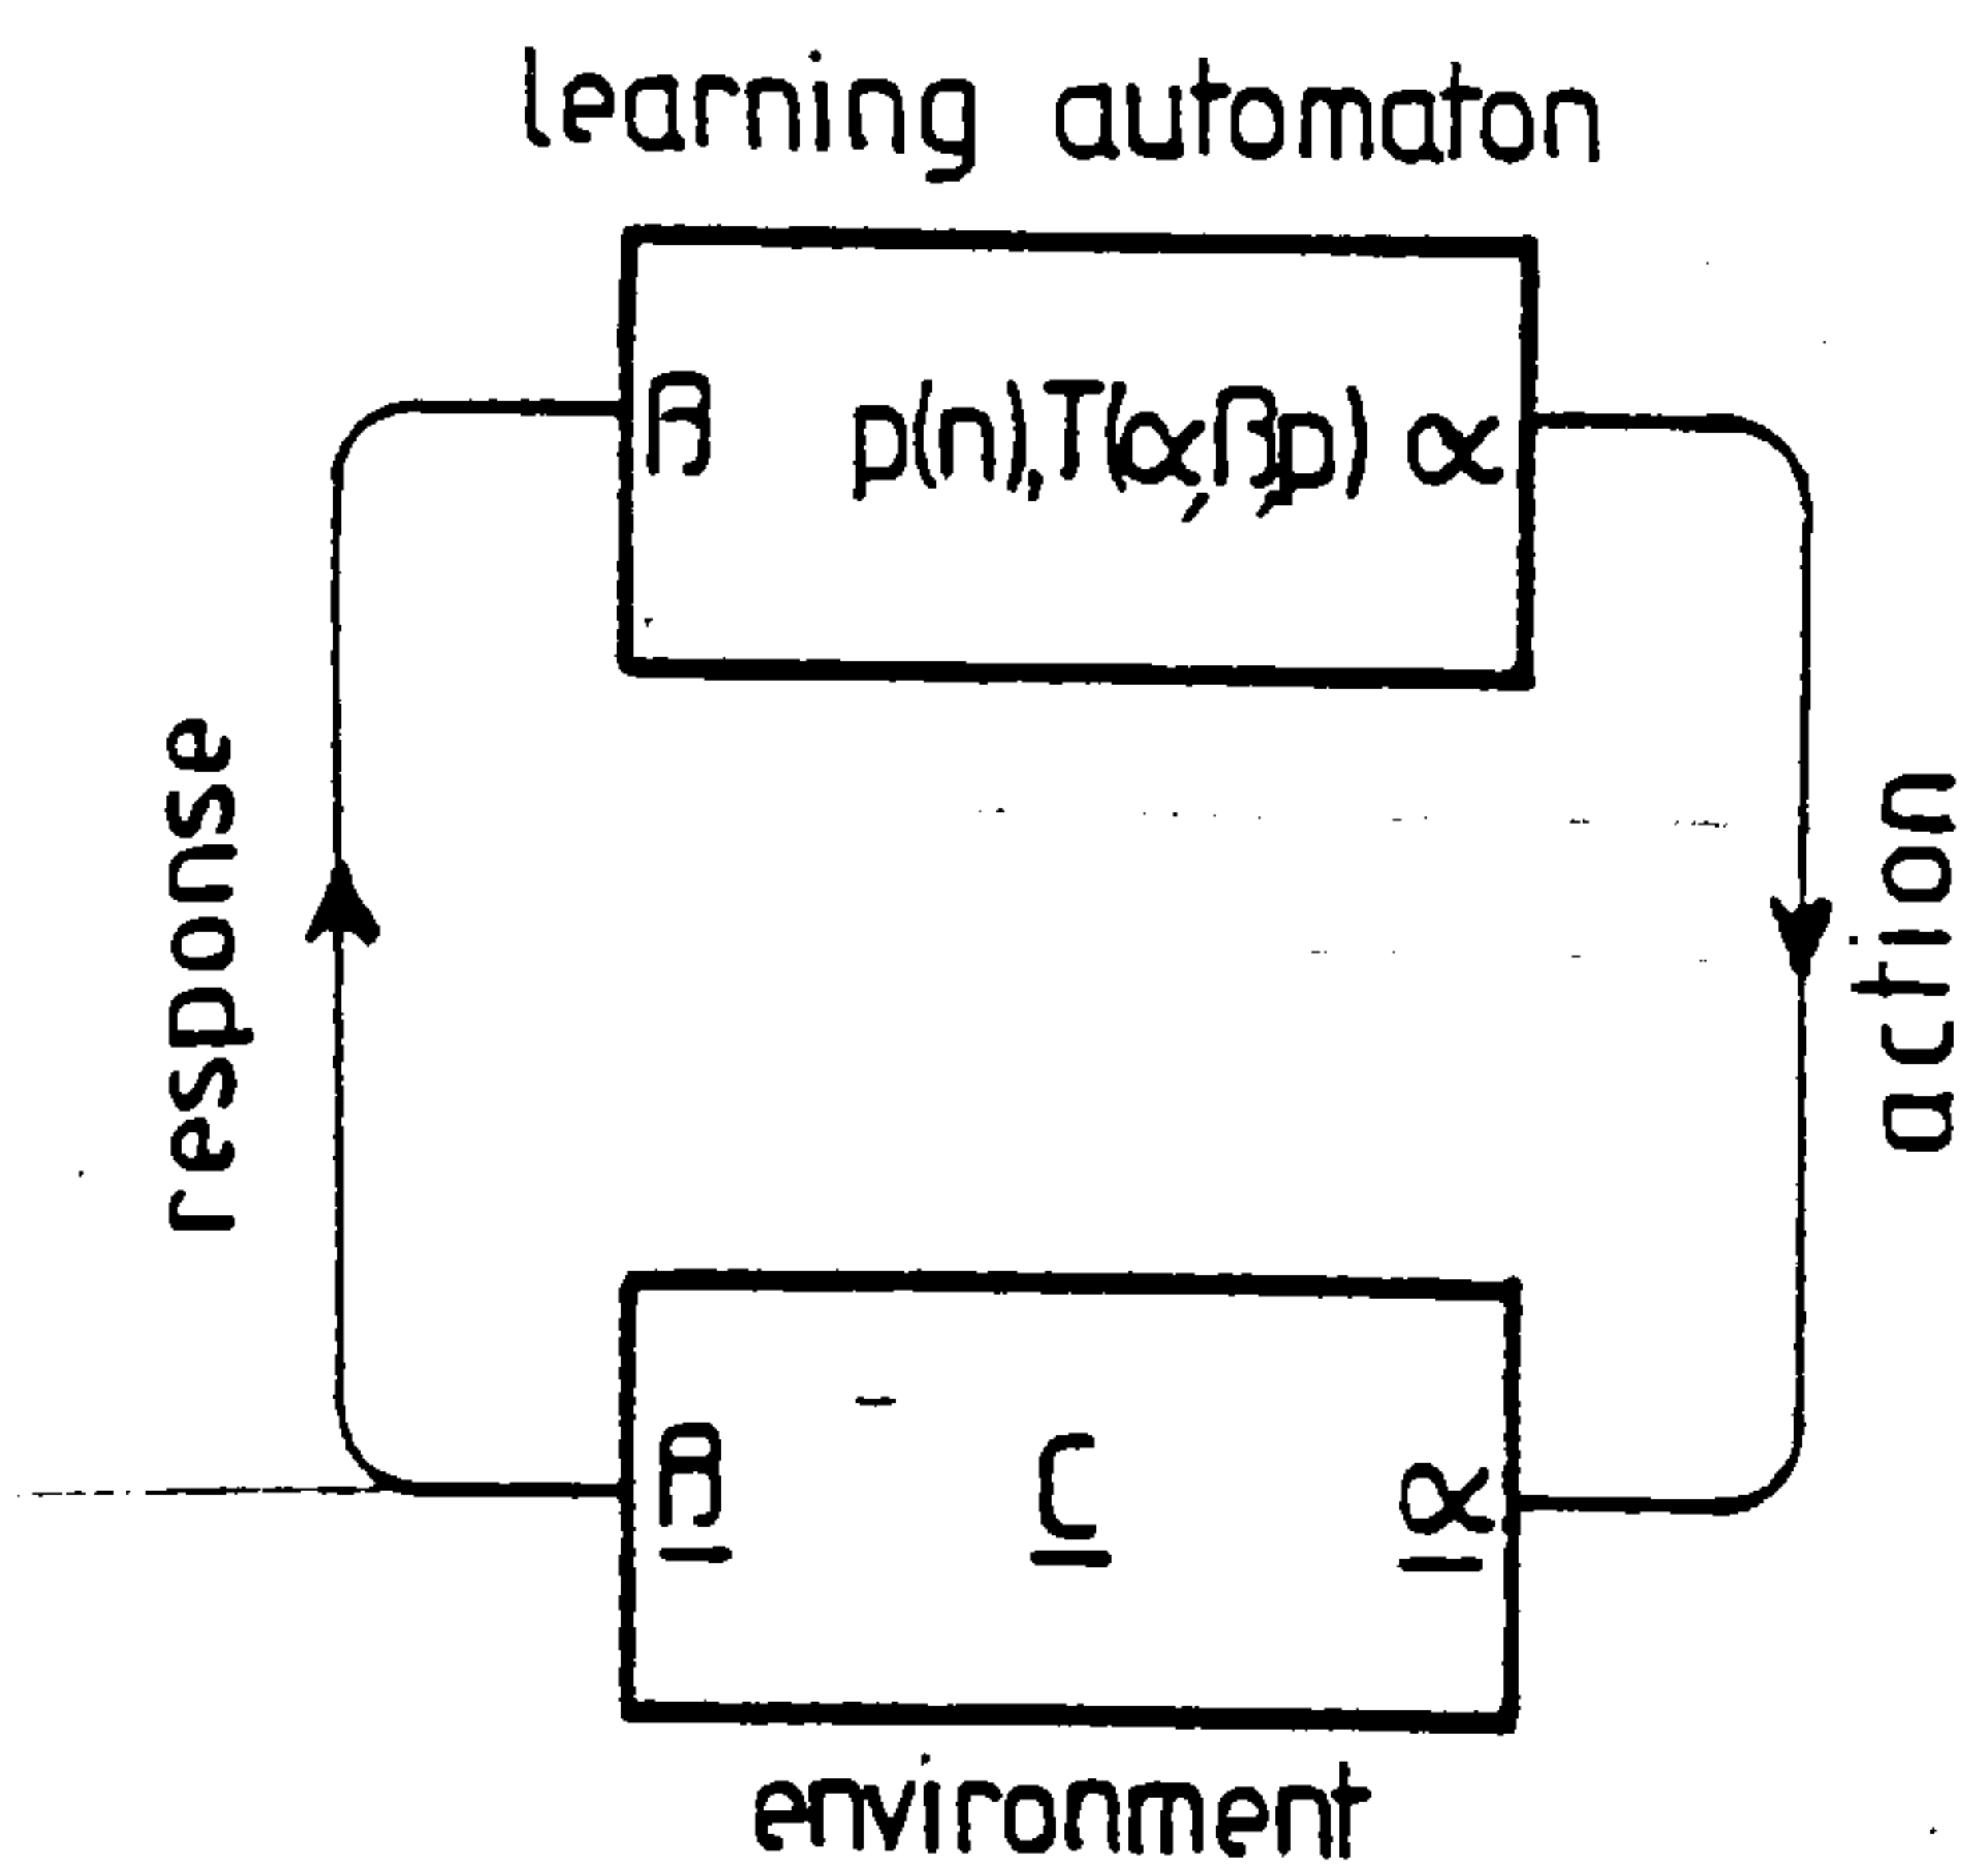 learning automaton
β p(n),T(α,β,p) α
response
action
β c α
environment